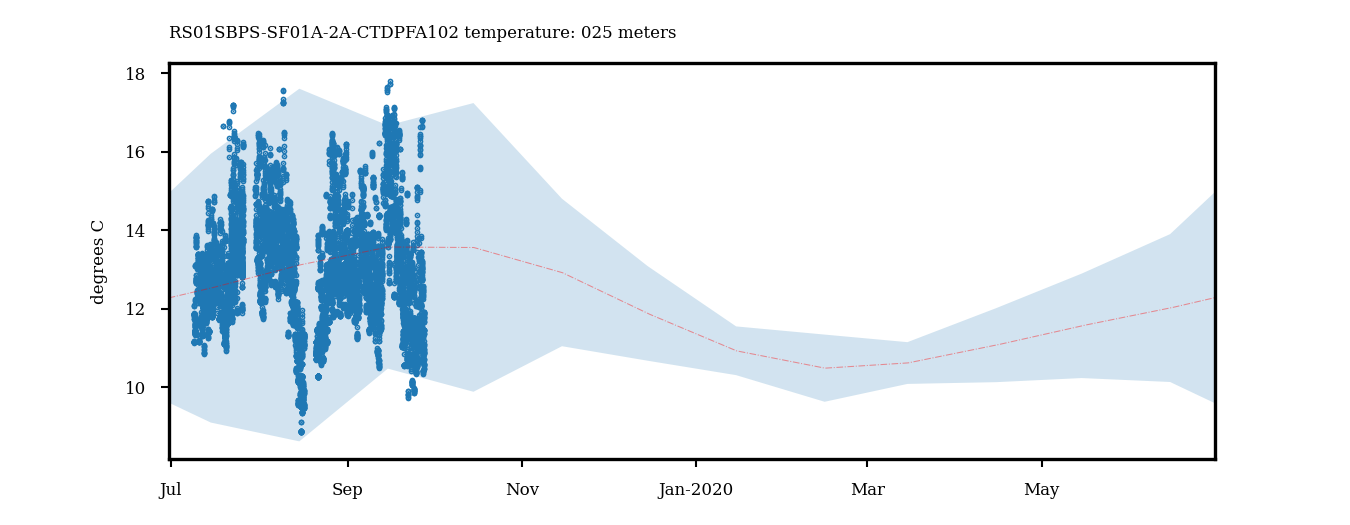 RS01SBPS-SF01A-2A-CTDPFA102 temperature: 025 meters
18
16
14
12
10
degrees C
Jul
Sep
Nov
Jan-2020
Mar
May